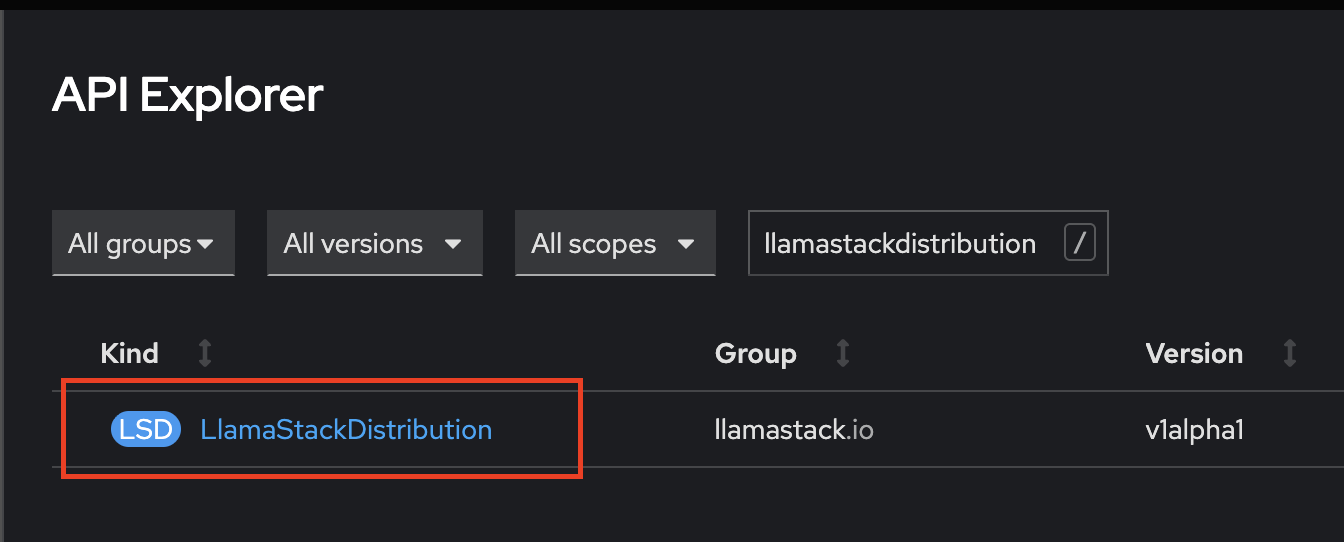 API Explorer
All groups All versions All scopes llamastackdistribution /
Kind Group Version
LSD LlamaStackDistribution llamastack.io v1alpha1